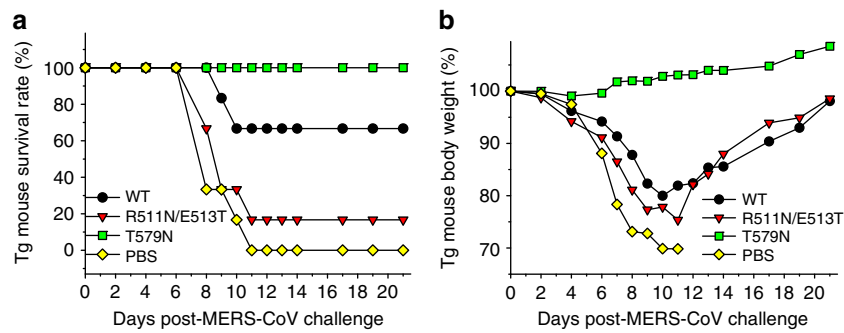 a
Tg mouse survival rate (%)
100
80
60
40
20
0
WT
R511N/E513T
T579N
PBS
0 2 4 6 8 10 12 14 16 18 20
Days post-MERS-CoV challenge
b
Tg mouse body weight (%)
100
90
80
70
WT
R511N/E513T
T579N
PBS
0 2 4 6 8 10 12 14 16 18 20
Days post-MERS-CoV challenge